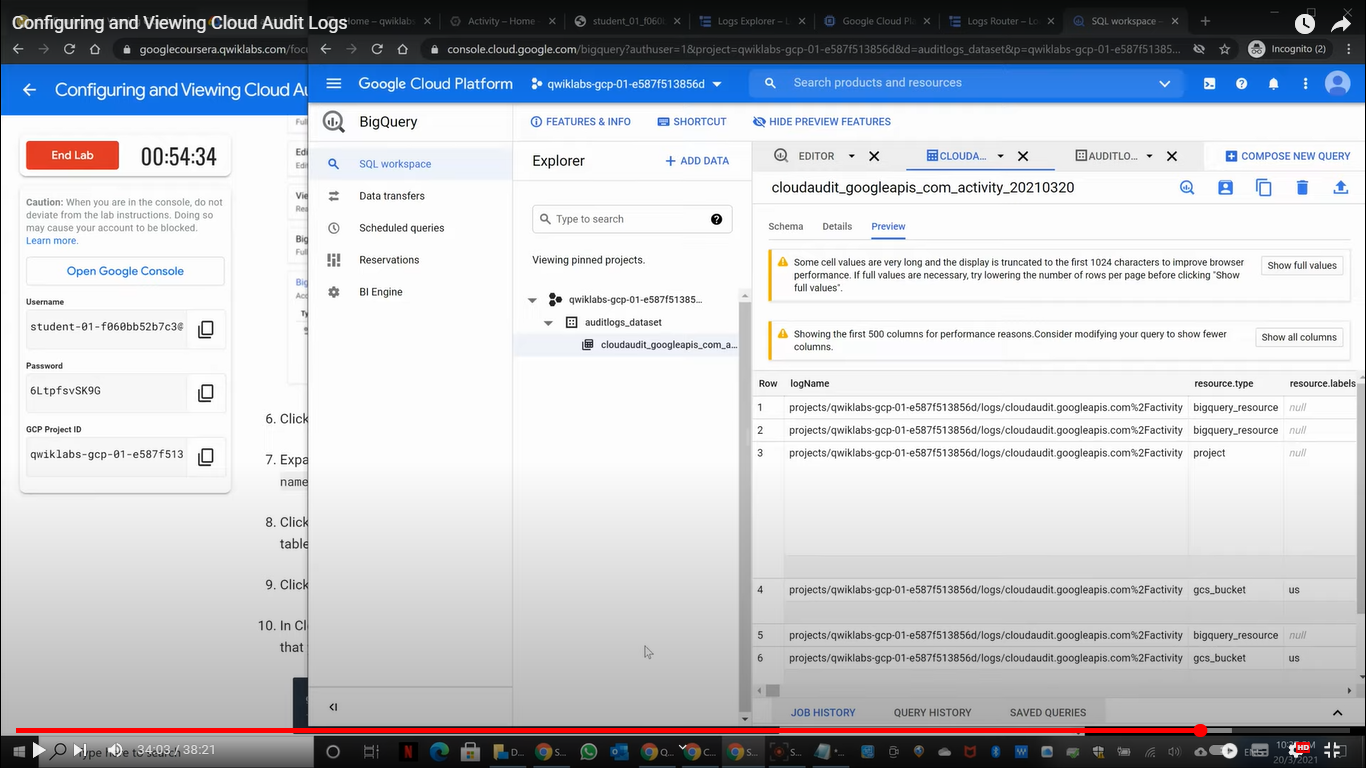 Configuring and Viewing Cloud Audit Logs
Home – qwiklabs
Activity – Home
student_01_f060
Logs Explorer – L
Google Cloud Pl
Logs Router – Lo
SQL workspace
googlecoursera.qwiklabs.com/foc
console.cloud.google.com/bigquery?authuser=1&project=qwiklabs-gcp-01-e587f513856d&d=auditlogs_dataset&p=qwiklabs-gcp-01-e587f51385...
Incognito (2)
Configuring and Viewing Cloud Au
Google Cloud Platform
qwiklabs-gcp-01-e587f513856d
Search products and resources
End Lab
00:54:34
Caution: When you are in the console, do not
deviate from the lab instructions. Doing so
may cause your account to be blocked.
Learn more.
Open Google Console
Username
student-01-f060bb52b7c3@
Password
6LtpfsvSK9G
GCP Project ID
qwiklabs-gcp-01-e587f513
6. Click
7. Expa
name
8. Click
table
9. Click
10. In Cl
that
BigQuery
SQL workspace
Data transfers
Scheduled queries
Reservations
BI Engine
FEATURES & INFO
SHORTCUT
HIDE PREVIEW FEATURES
Explorer
+ ADD DATA
Type to search
Viewing pinned projects.
qwiklabs-gcp-01-e587f51385...
auditlogs_dataset
cloudaudit_googleapis_com_a...
EDITOR
CLOUDA...
AUDITLO...
COMPOSE NEW QUERY
cloudaudit_googleapis_com_activity_20210320
Schema
Details
Preview
Some cell values are very long and the display is truncated to the first 1024 characters to improve browser
performance. If full values are necessary, try lowering the number of rows per page before clicking "Show
full values".
Show full values
Showing the first 500 columns for performance reasons.Consider modifying your query to show fewer
columns.
Show all columns
Row logName resource.type resource.labels
1 projects/qwiklabs-gcp-01-e587f513856d/logs/cloudaudit.googleapis.com%2Factivity bigquery_resource null
2 projects/qwiklabs-gcp-01-e587f513856d/logs/cloudaudit.googleapis.com%2Factivity bigquery_resource null
3 projects/qwiklabs-gcp-01-e587f513856d/logs/cloudaudit.googleapis.com%2Factivity project null
4 projects/qwiklabs-gcp-01-e587f513856d/logs/cloudaudit.googleapis.com%2Factivity gcs_bucket us
5 projects/qwiklabs-gcp-01-e587f513856d/logs/cloudaudit.googleapis.com%2Factivity bigquery_resource null
6 projects/qwiklabs-gcp-01-e587f513856d/logs/cloudaudit.googleapis.com%2Factivity gcs_bucket us
JOB HISTORY
QUERY HISTORY
SAVED QUERIES
Type here to search
34:03 / 38:21
HD
20/3/2021